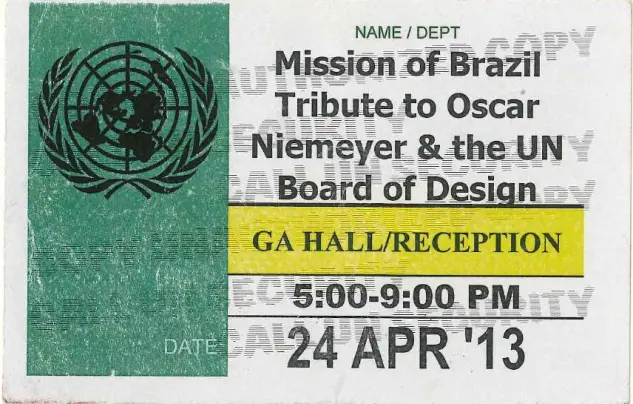 NAME / DEPT
Mission of Brazil
Tribute to Oscar
Niemeyer & the UN
Board of Design
GA HALL/RECEPTION
5:00-9:00 PM
DATE
24 APR '13